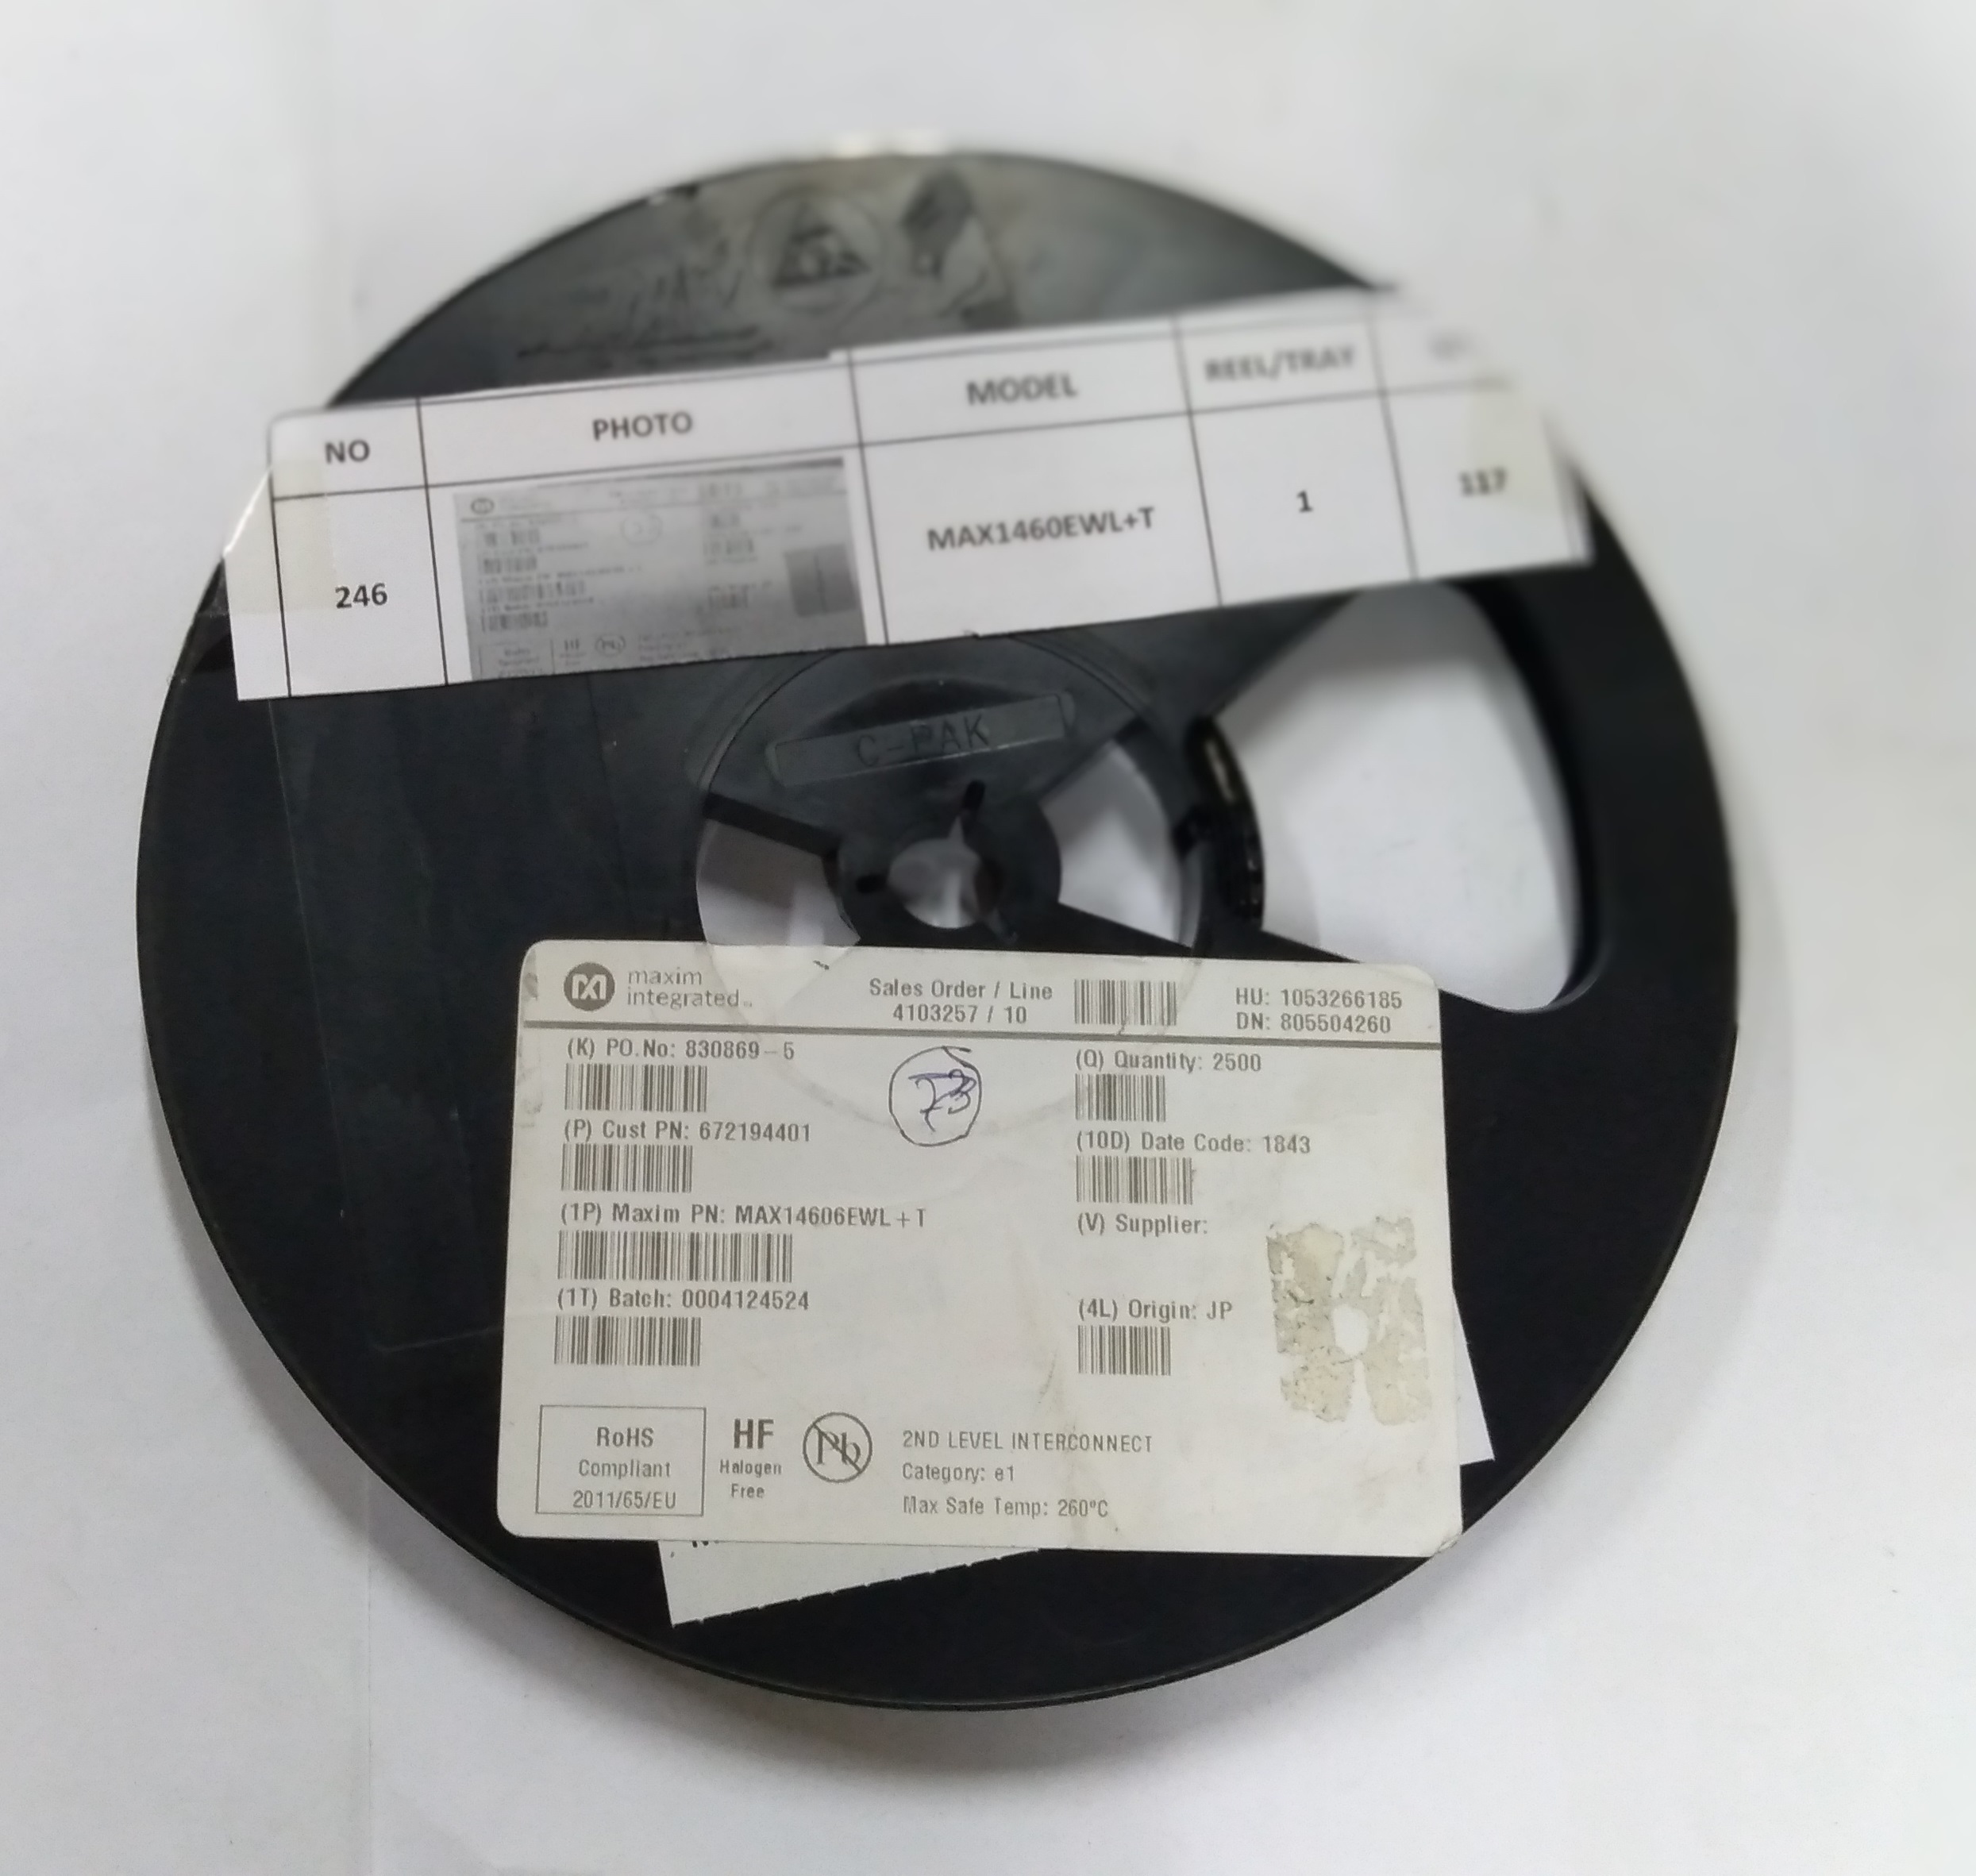 NO PHOTO MODEL REEL/TRAY
246 MAX1460EWL+T 1 117
C-PAK
maxim
integrated™
Sales Order / Line
4103257 / 10
HU: 1053266185
DN: 805504260
(K) PO.No: 830869-5
(P) Cust PN: 672194401
(1P) Maxim PN: MAX14606EWL+T
(1T) Batch: 0004124524
73
(Q) Quantity: 2500
(10D) Date Code: 1843
(V) Supplier:
(4L) Origin: JP
RoHS
Compliant
2011/65/EU
HF
Halogen
Free
Pb
2ND LEVEL INTERCONNECT
Category: e1
Max Safe Temp: 260ºC